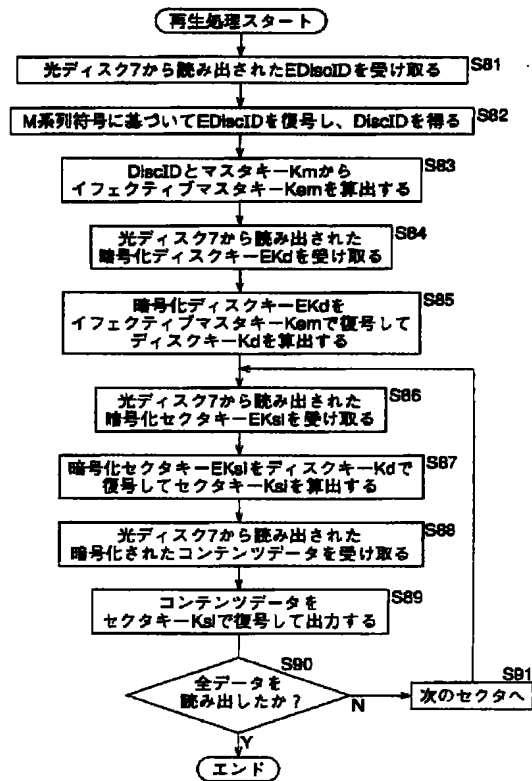 再生処理スタート
S81
光ディスク7から読み出されたEDiscIDを受け取る
S82
M系列符号に基づいてEDiscIDを復号し、DiscIDを得る
S83
DiscIDとマスタキーKmから
イフェクティブマスタキーKemを算出する
S84
光ディスク7から読み出された
暗号化ディスクキーEKdを受け取る
S85
暗号化ディスクキーEKdを
イフェクティブマスタキーKemで復号して
ディスクキーKdを算出する
S86
光ディスク7から読み出された
暗号化セクタキーEKsiを受け取る
S87
暗号化セクタキーEKsiをディスクキーKdで
復号してセクタキーKsiを算出する
S88
光ディスク7から読み出された
暗号化されたコンテンツデータを受け取る
S89
コンテンツデータを
セクタキーKsiで復号して出力する
S90
全データを
読み出したか?
N
S91
次のセクタへ
Y
エンド